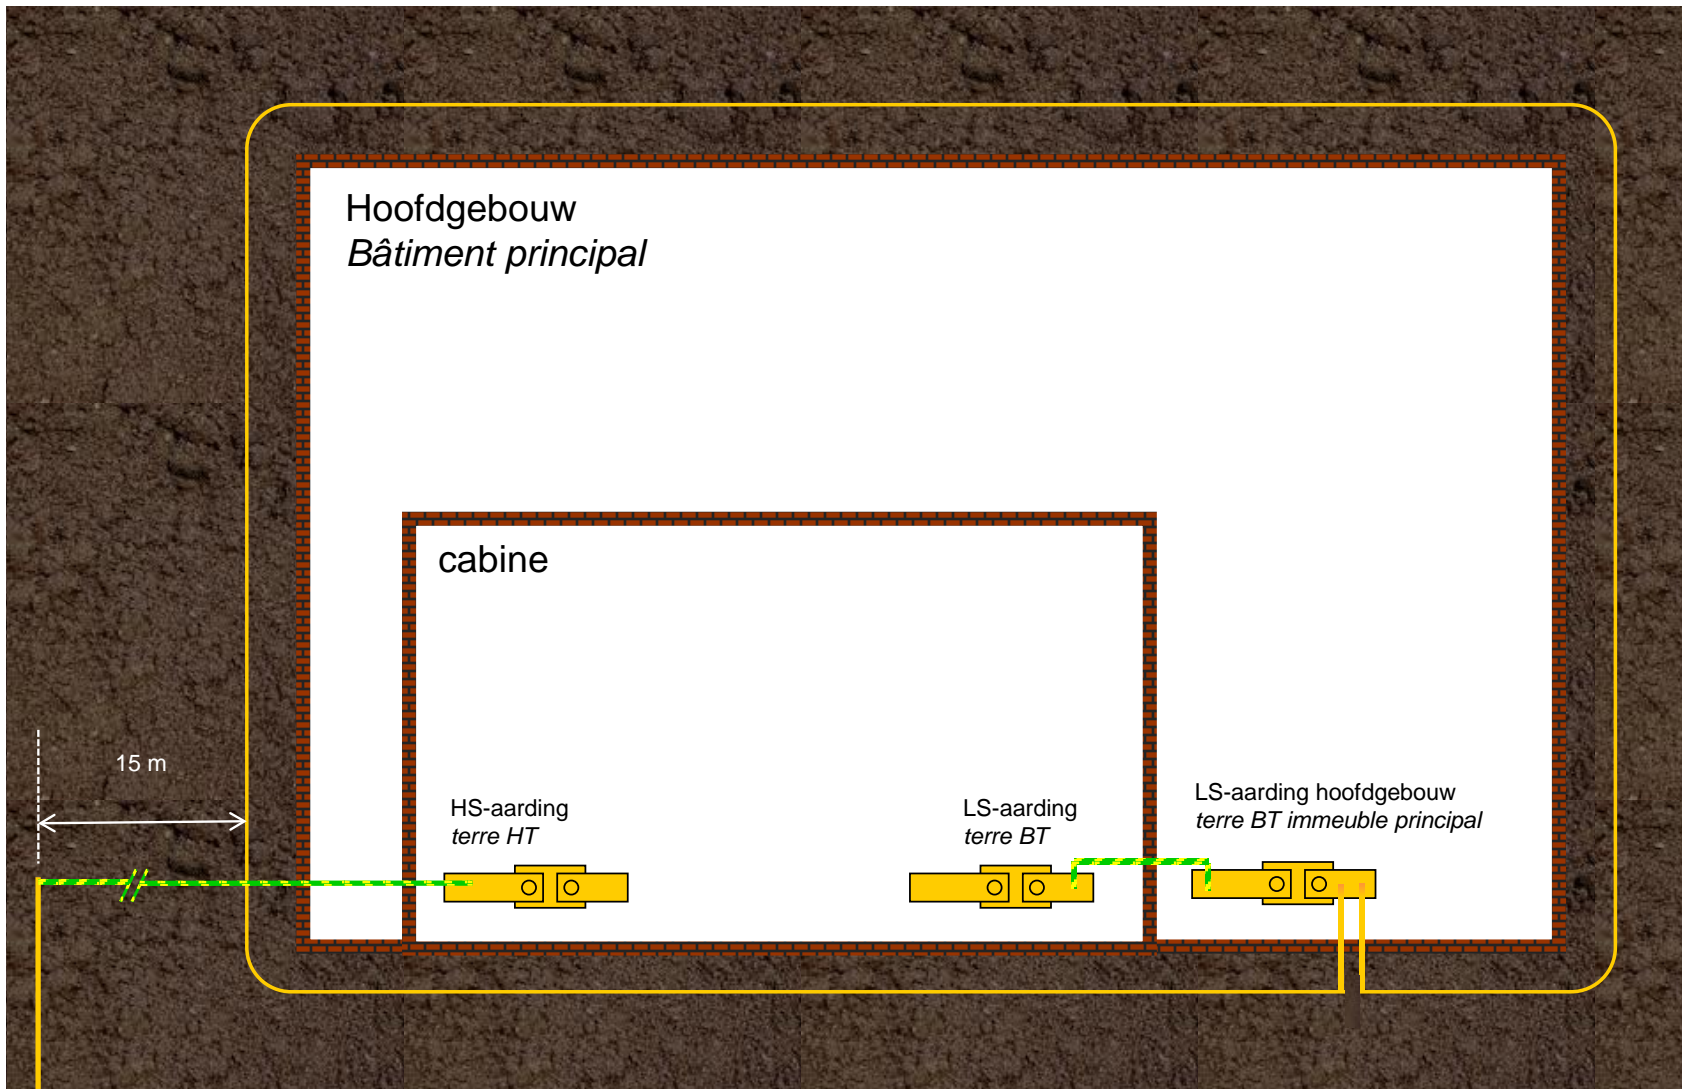 Hoofdgebouw
Bâtiment principal
cabine
15 m
HS-aarding
terre HT
LS-aarding
terre BT
LS-aarding hoofdgebouw
terre BT immeuble principal